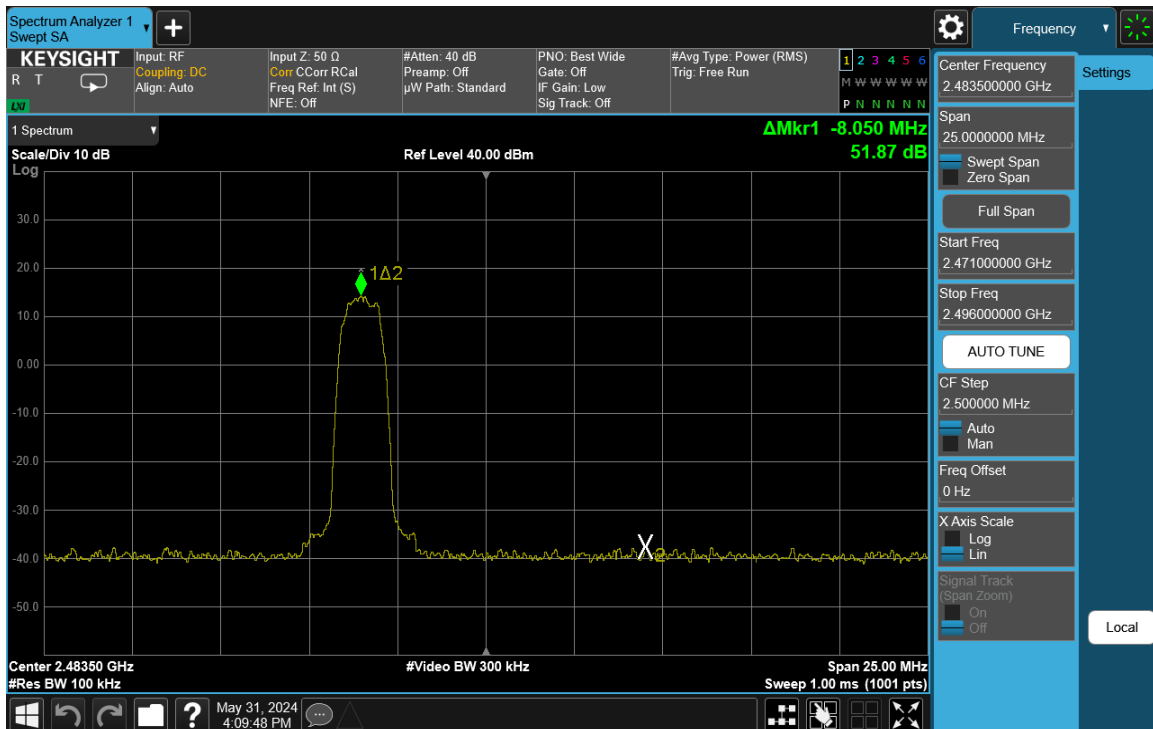 Spectrum Analyzer 1
Swept SA
+
Frequency
KEYSIGHT
R T
LXI
Input: RF
Coupling: DC
Align: Auto
Input Z: 50 Ω
Corr CCorr RCal
Freq Ref: Int (S)
NFE: Off
#Atten: 40 dB
Preamp: Off
µW Path: Standard
PNO: Best Wide
Gate: Off
IF Gain: Low
Sig Track: Off
#Avg Type: Power (RMS)
Trig: Free Run
1 2 3 4 5 6
M W W W W W
P N N N N N
1 Spectrum
ΔMkr1 -8.050 MHz
51.87 dB
Scale/Div 10 dB
Ref Level 40.00 dBm
Log
30.0
20.0
10.0
0.00
-10.0
-20.0
-30.0
-40.0
-50.0
1Δ2
X2
Center 2.48350 GHz
#Res BW 100 kHz
#Video BW 300 kHz
Span 25.00 MHz
Sweep 1.00 ms (1001 pts)
Center Frequency
2.483500000 GHz
Settings
Span
25.0000000 MHz
Swept Span
Zero Span
Full Span
Start Freq
2.471000000 GHz
Stop Freq
2.496000000 GHz
AUTO TUNE
CF Step
2.500000 MHz
Auto
Man
Freq Offset
0 Hz
X Axis Scale
Log
Lin
Signal Track
(Span Zoom)
On
Off
Local
?
May 31, 2024
4:09:48 PM